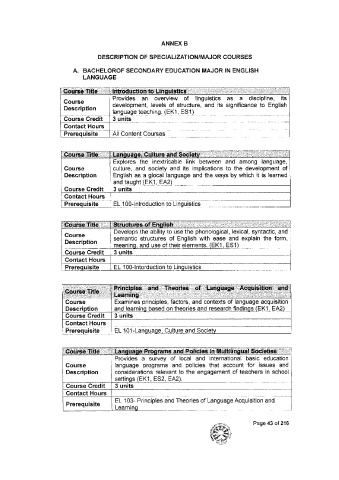 ANNEX B
DESCRIPTION OF SPECIALIZATION/MAJOR COURSES
A. BACHELOROF SECONDARY EDUCATION MAJOR IN ENGLISH
LANGUAGE
Course Title Introduction to Linguistics
Course Description Provides an overview of linguistics as a discipline, its
development, levels of structure, and its significance to English
language teaching. (EK1, ES1)
Course Credit 3 units
Contact Hours
Prerequisite All Content Courses
Course Title Language, Culture and Society
Course Description Explores the inextricable link between and among language,
culture, and society and its implications to the development of
English as a glocal language and the ways by which it is learned
and taught (EK1, EA2)
Course Credit 3 units
Contact Hours
Prerequisite EL 100-Introduction to Linguistics
Course Title Structures of English
Course Description Develops the ability to use the phonological, lexical, syntactic, and
semantic structures of English with ease and explain the form,
meaning, and use of their elements. (EK1, ES1)
Course Credit 3 units
Contact Hours
Prerequisite EL 100-Intorduction to Linguistics
Course Title Principles and Theories of Language Acquisition and
Learning
Course Description Examines principles, factors, and contexts of language acquisition
and learning based on theories and research findings (EK1, EA2)
Course Credit 3 units
Contact Hours
Prerequisite EL 101-Language, Culture and Society
Course Title Language Programs and Policies in Multilingual Societies
Course Description Provides a survey of local and international basic education
language programs and policies that account for issues and
considerations relevant to the engagement of teachers in school
settings (EK1, ES2, EA2).
Course Credit 3 units
Contact Hours
Prerequisite EL 103- Principles and Theories of Language Acquisition and
Learning
Page 43 of 216